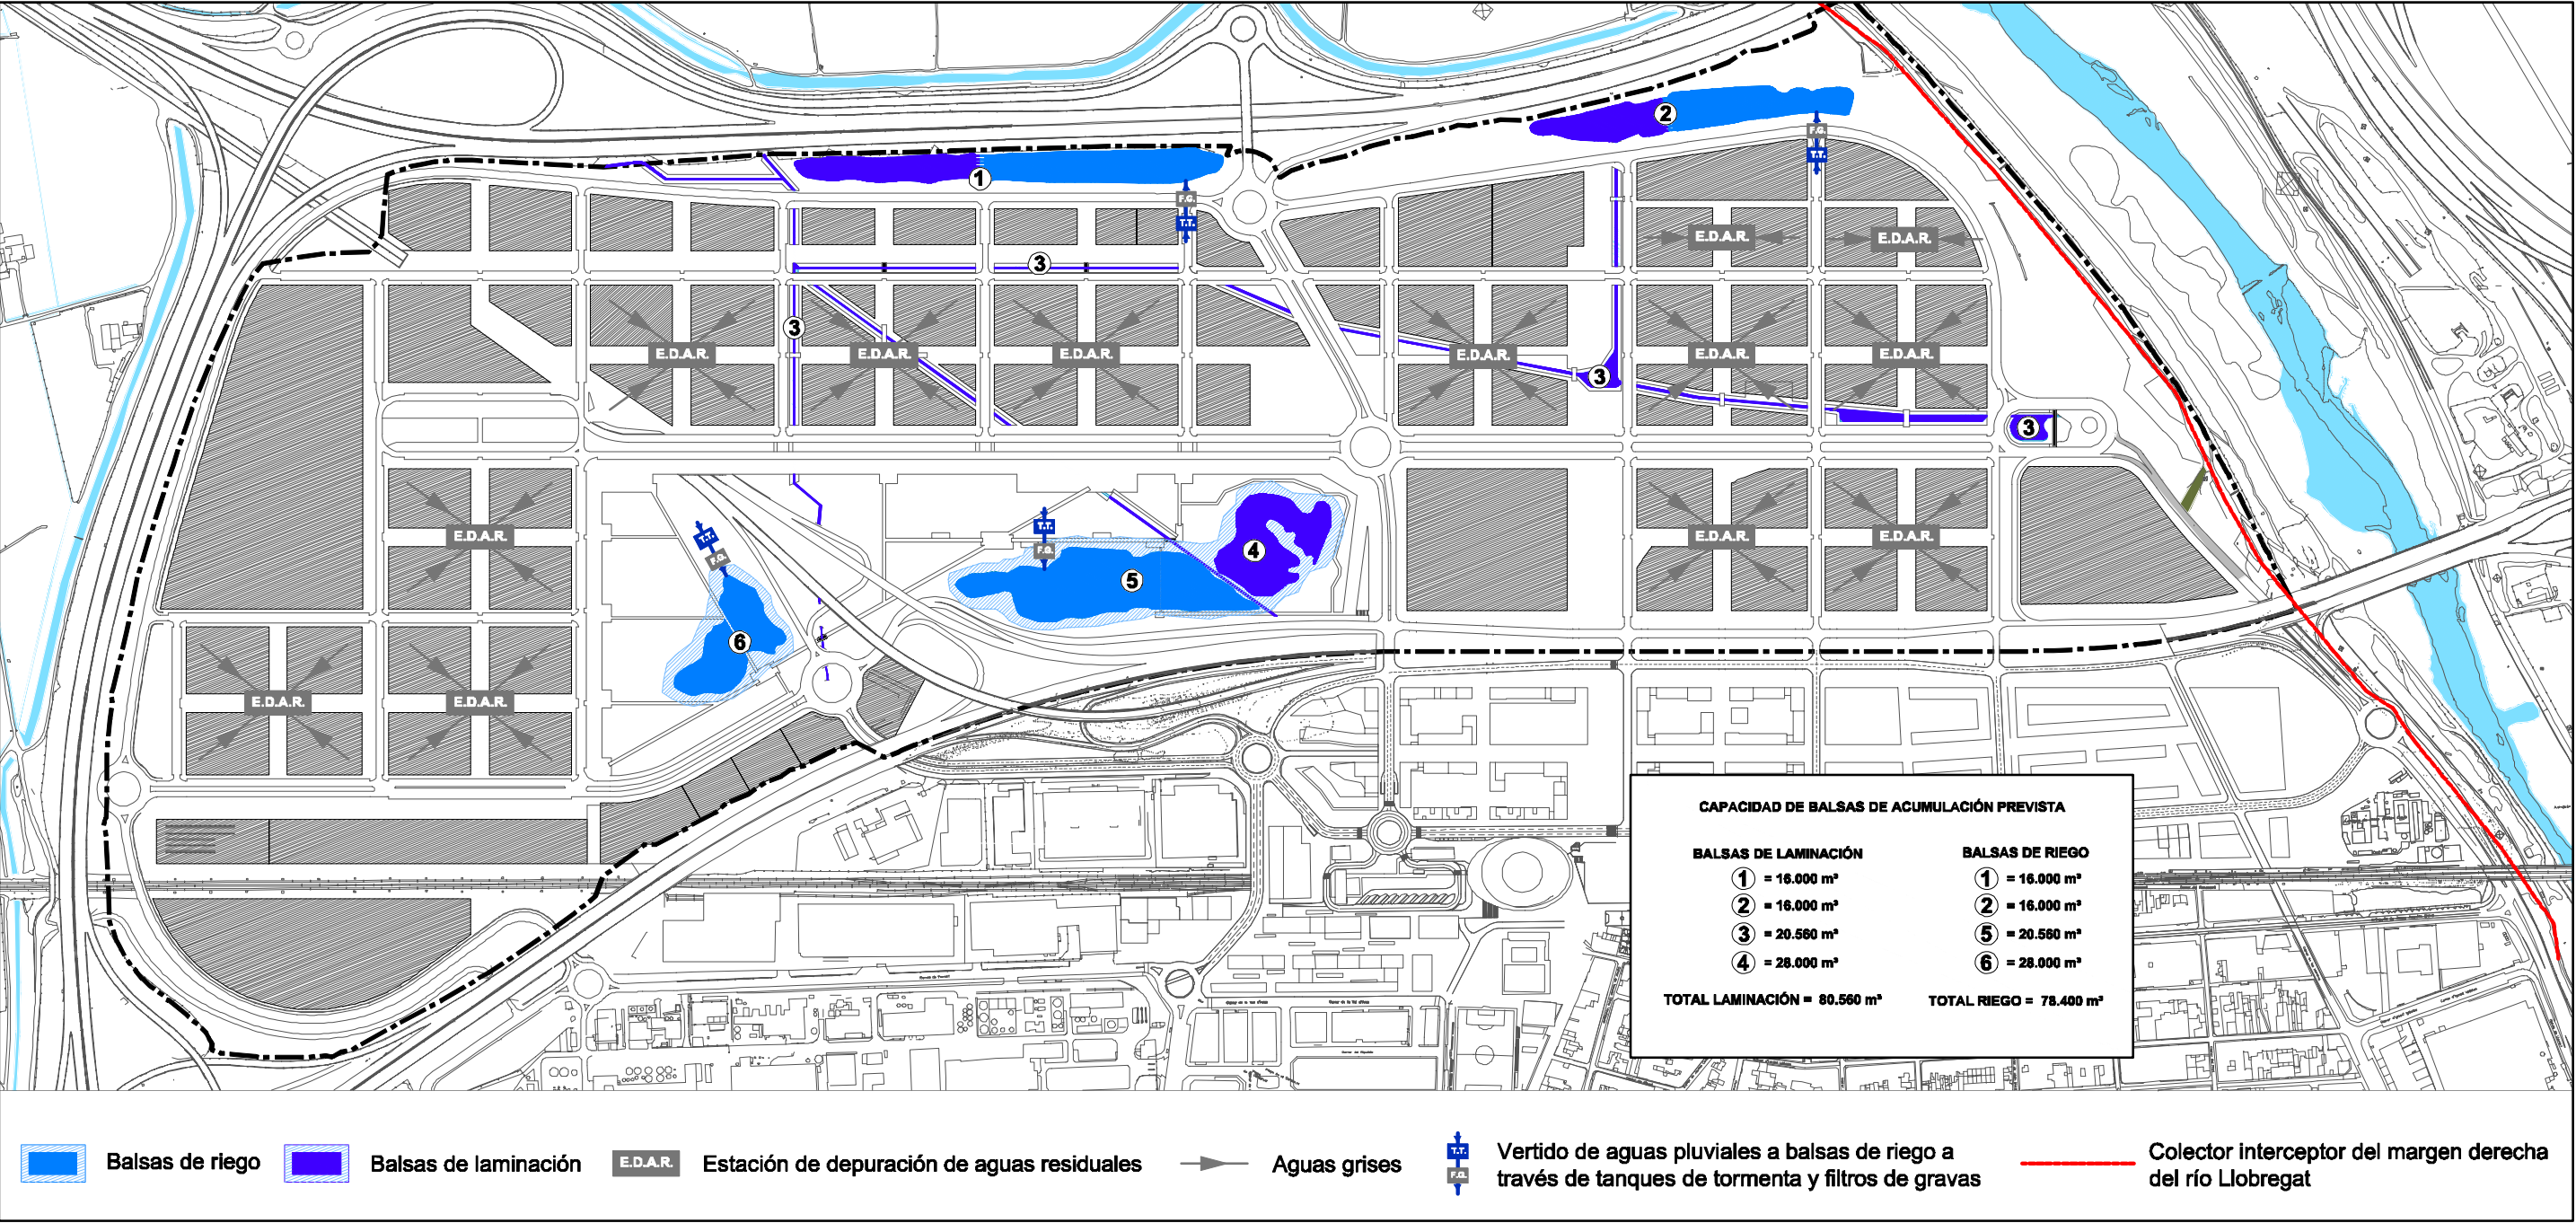 2
F.G.
T.T.
1
F.G.
T.T.
E.D.A.R.
E.D.A.R.
3
3
E.D.A.R.
E.D.A.R.
E.D.A.R.
E.D.A.R.
E.D.A.R.
E.D.A.R.
3
3
E.D.A.R.
T.T.
F.G.
T.T.
F.G.
4
5
E.D.A.R.
E.D.A.R.
6
E.D.A.R.
E.D.A.R.
CAPACIDAD DE BALSAS DE ACUMULACIÓN PREVISTA
BALSAS DE LAMINACIÓN
1 = 16.000 m³
2 = 16.000 m³
3 = 20.560 m³
4 = 28.000 m³
TOTAL LAMINACIÓN = 80.560 m³
BALSAS DE RIEGO
1 = 16.000 m³
2 = 16.000 m³
5 = 20.560 m³
6 = 28.000 m³
TOTAL RIEGO = 78.400 m³
Balsas de riego
Balsas de laminación
E.D.A.R.
Estación de depuración de aguas residuales
Aguas grises
T.T.
F.G.
Vertido de aguas pluviales a balsas de riego a
través de tanques de tormenta y filtros de gravas
Colector interceptor del margen derecha
del río Llobregat